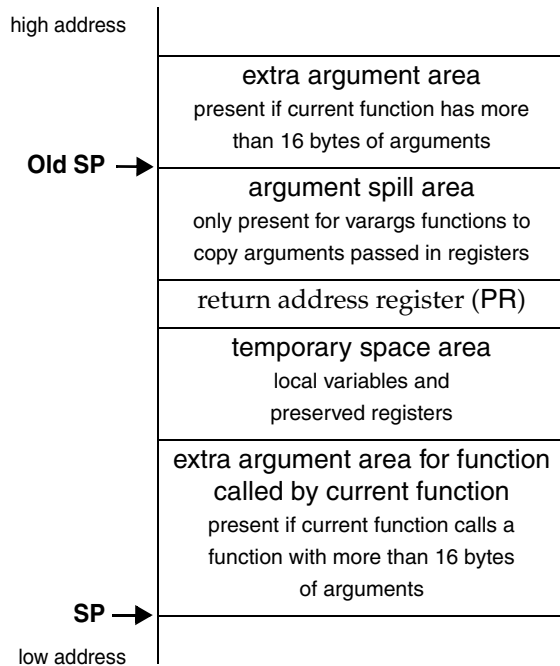 high address
extra argument area
present if current function has more
than 16 bytes of arguments
Old SP
argument spill area
only present for varargs functions to
copy arguments passed in registers
return address register (PR)
temporary space area
local variables and
preserved registers
extra argument area for function
called by current function
present if current function calls a
function with more than 16 bytes
of arguments
SP
low address